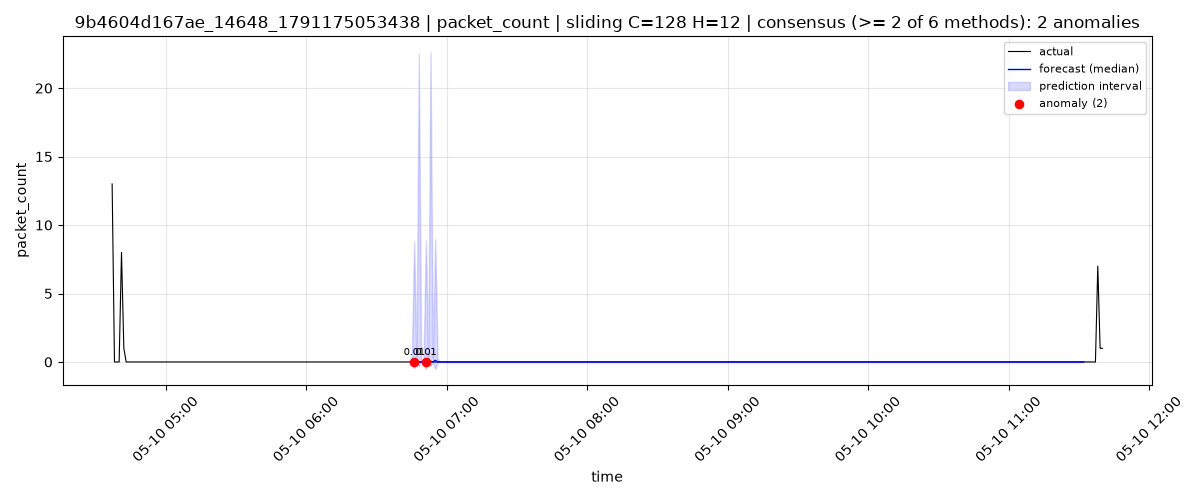 9b4604d167ae_14648_1791175053438 | packet_count | sliding C=128 H=12 | consensus (>= 2 of 6 methods): 2 anomalies
actual
forecast (median)
prediction interval
anomaly (2)
packet_count
20
15
10
5
0
05-10 05:00
05-10 06:00
05-10 07:00
05-10 08:00
05-10 09:00
05-10 10:00
05-10 11:00
05-10 12:00
time